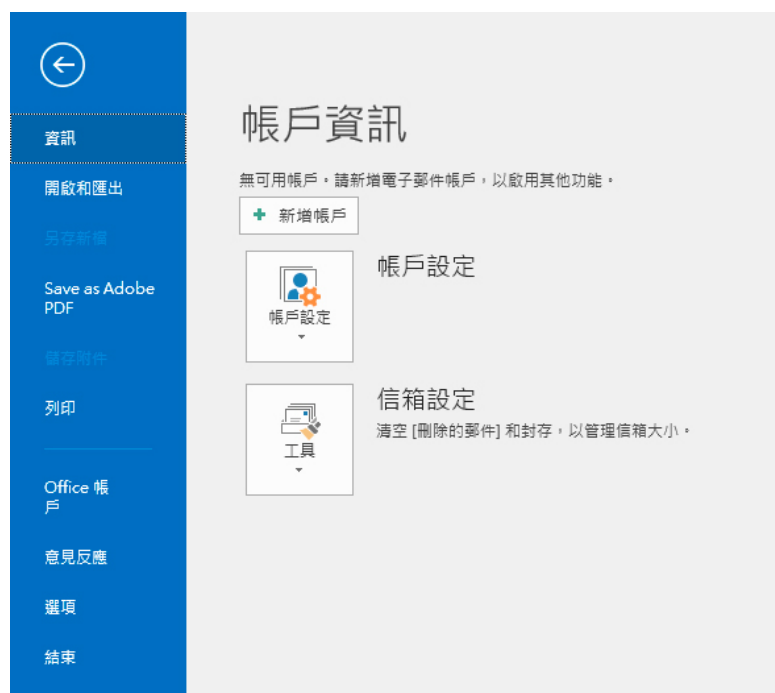 帳戶資訊
資訊
無可用帳戶。請新增電子郵件帳戶，以啟用其他功能。
開啟和匯出
新增帳戶
另存新檔
帳戶設定
Save as Adobe
PDF
帳戶設定
儲存附件
信箱設定
列印
清空 [刪除的郵件] 和封存，以管理信箱大小。
工具
Office 帳
戶
意見反應
選項
結束